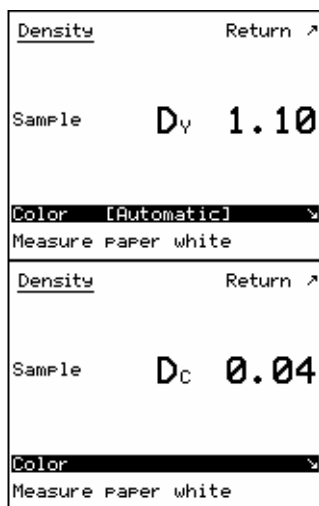 Density Return ↗
Sample DY 1.10
Color [Automatic] ↘
Measure paper white
Density Return ↗
Sample DC 0.04
Color ↘
Measure paper white